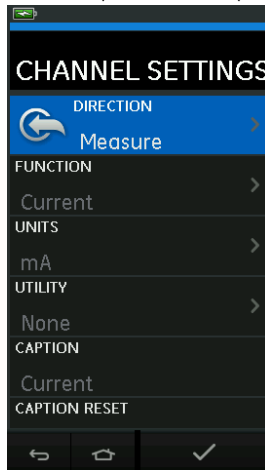 CHANNEL SETTINGS
DIRECTION
Measure
FUNCTION
Current
UNITS
mA
UTILITY
None
CAPTION
Current
CAPTION RESET